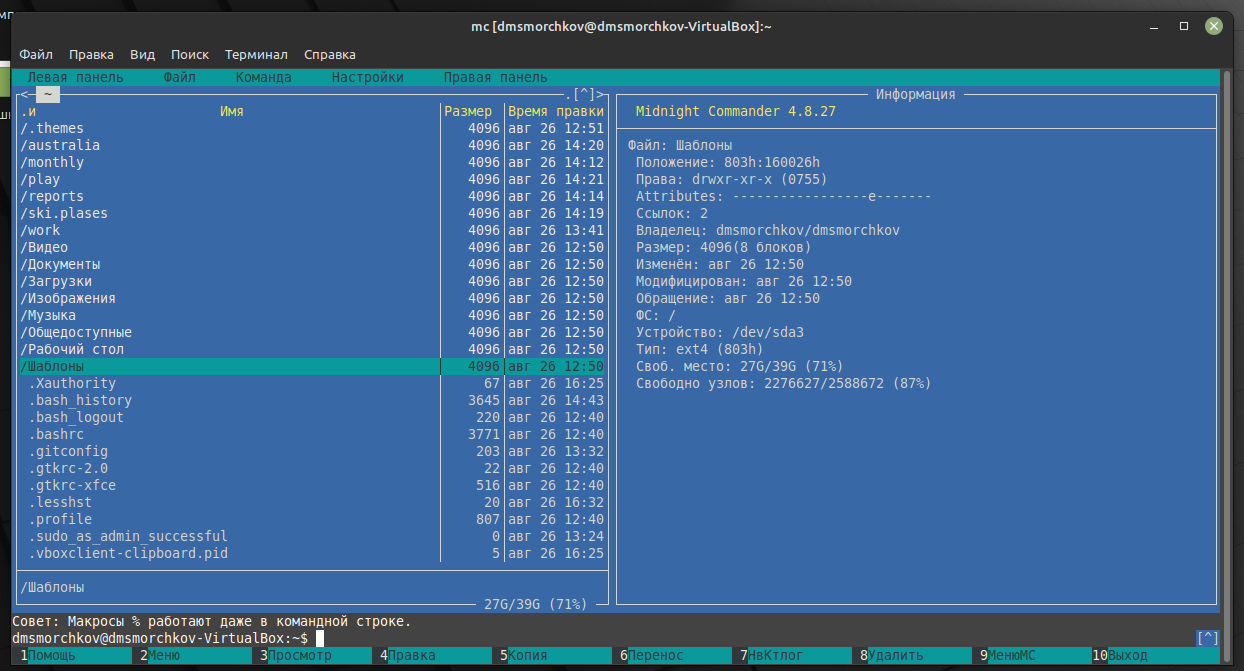 мп
mc [dmsmorchkov@dmsmorchkov-VirtualBox]:~
Файл Правка Вид Поиск Терминал Справка
Левая панель Файл Команда Настройки Правая панель
<─ ~ .[^]> Информация
.и Имя Размер Время правки Midnight Commander 4.8.27
/.themes 4096 авг 26 12:51
/australia 4096 авг 26 14:20 Файл: Шаблоны
/monthly 4096 авг 26 14:12 Положение: 803h:160026h
/play 4096 авг 26 14:21 Права: drwxr-xr-x (0755)
/reports 4096 авг 26 14:14 Attributes: -----------------e-------
/ski.plases 4096 авг 26 14:19 Ссылок: 2
/work 4096 авг 26 13:41 Владелец: dmsmorchkov/dmsmorchkov
/Видео 4096 авг 26 12:50 Размер: 4096(8 блоков)
/Документы 4096 авг 26 12:50 Изменён: авг 26 12:50
/Загрузки 4096 авг 26 12:50 Модифицирован: авг 26 12:50
/Изображения 4096 авг 26 12:50 Обращение: авг 26 12:50
/Музыка 4096 авг 26 12:50 ФС: /
/Общедоступные 4096 авг 26 12:50 Устройство: /dev/sda3
/Рабочий стол 4096 авг 26 12:50 Тип: ext4 (803h)
/Шаблоны 4096 авг 26 12:50 Своб. место: 27G/39G (71%)
.Xauthority 67 авг 26 16:25 Свободно узлов: 2276627/2588672 (87%)
.bash_history 3645 авг 26 14:43
.bash_logout 220 авг 26 12:40
.bashrc 3771 авг 26 12:40
.gitconfig 203 авг 26 13:32
.gtkrc-2.0 22 авг 26 12:40
.gtkrc-xfce 516 авг 26 12:40
.lesshst 20 авг 26 16:32
.profile 807 авг 26 12:40
.sudo_as_admin_successful 0 авг 26 13:24
.vboxclient-clipboard.pid 5 авг 26 16:25
/Шаблоны
27G/39G (71%)
Совет: Макросы % работают даже в командной строке.
dmsmorchkov@dmsmorchkov-VirtualBox:~$ [^]
1Помощь 2Меню 3Просмотр 4Правка 5Копия 6Перенос 7НвКтлог 8Удалить 9МенюМС 10Выход